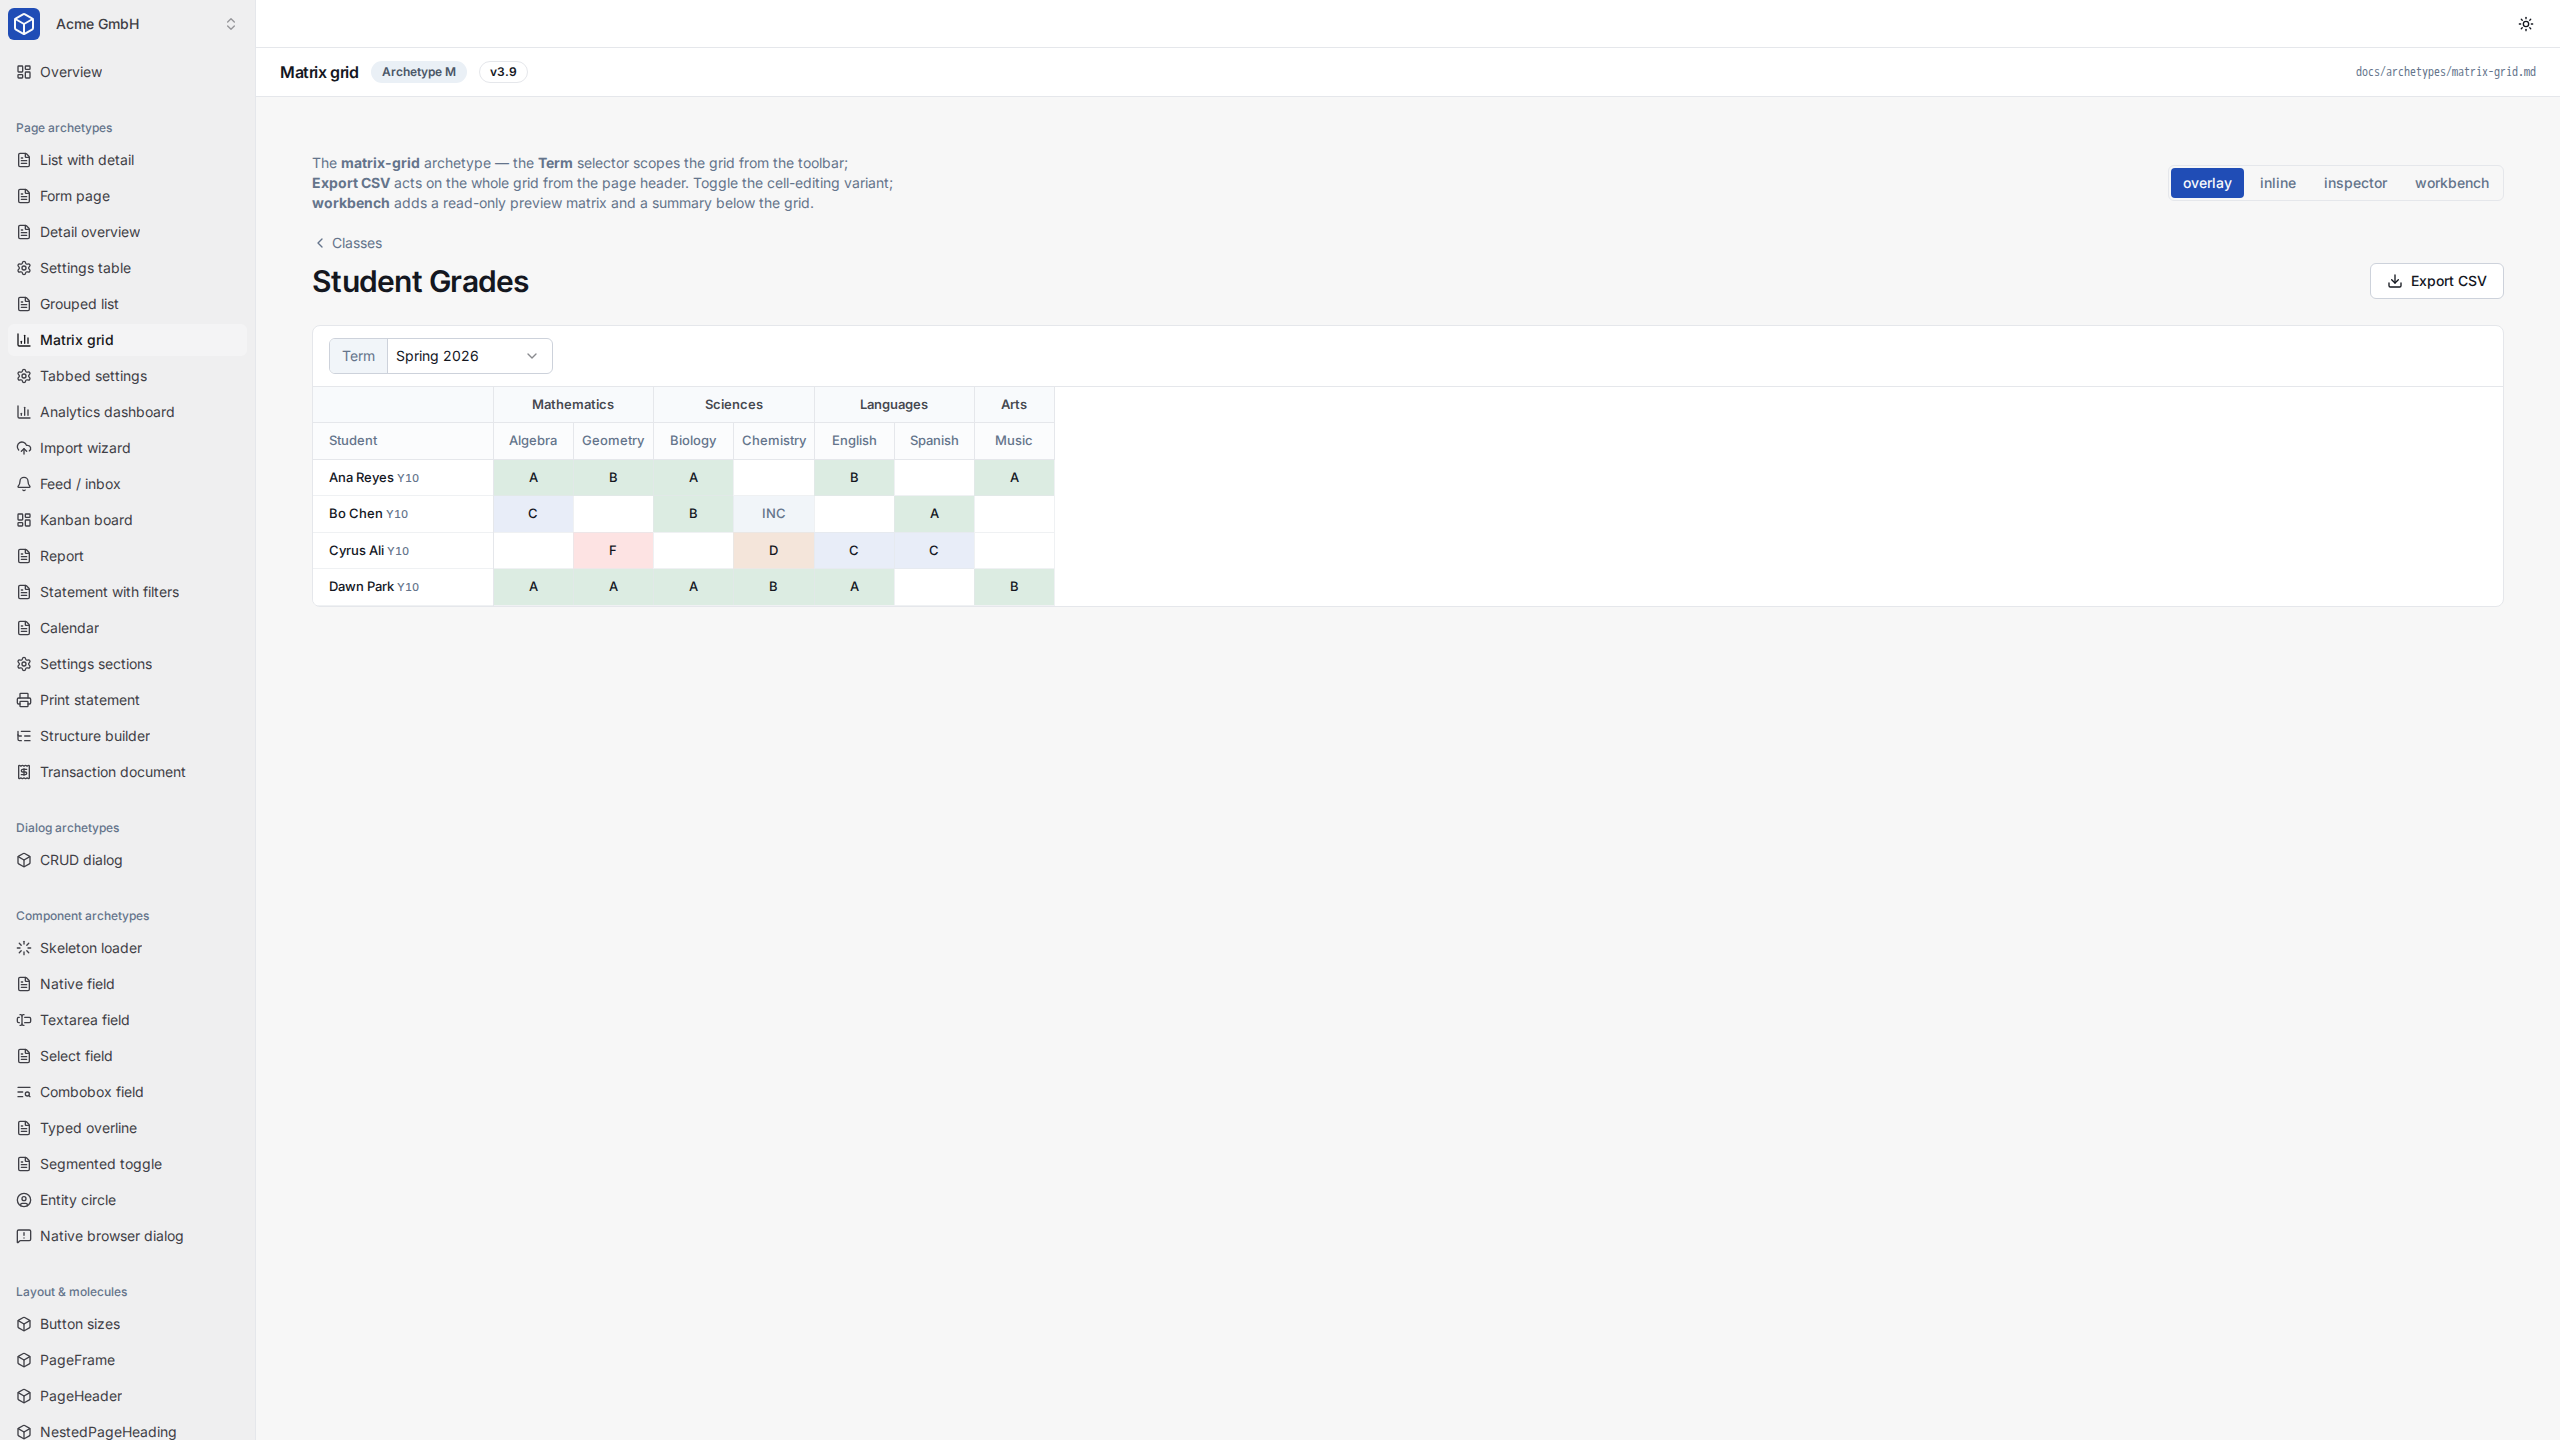 Acme GmbH
Overview
Page archetypes
List with detail
Form page
Detail overview
Settings table
Grouped list
Matrix grid
Tabbed settings
Analytics dashboard
Import wizard
Feed / inbox
Kanban board
Report
Statement with filters
Calendar
Settings sections
Print statement
Structure builder
Transaction document
Dialog archetypes
CRUD dialog
Component archetypes
Skeleton loader
Native field
Textarea field
Select field
Combobox field
Typed overline
Segmented toggle
Entity circle
Native browser dialog
Layout & molecules
Button sizes
PageFrame
PageHeader
NestedPageHeading
Matrix grid Archetype M v3.9 docs/archetypes/matrix-grid.md
The matrix-grid archetype — the Term selector scopes the grid from the toolbar;
Export CSV acts on the whole grid from the page header. Toggle the cell-editing variant;
workbench adds a read-only preview matrix and a summary below the grid.
overlay inline inspector workbench
Classes
Student Grades
Export CSV
Term Spring 2026
Mathematics Sciences Languages Arts
Student Algebra Geometry Biology Chemistry English Spanish Music
Ana Reyes Y10 A B A B A
Bo Chen Y10 C B INC A
Cyrus Ali Y10 F D C C
Dawn Park Y10 A A A B A B